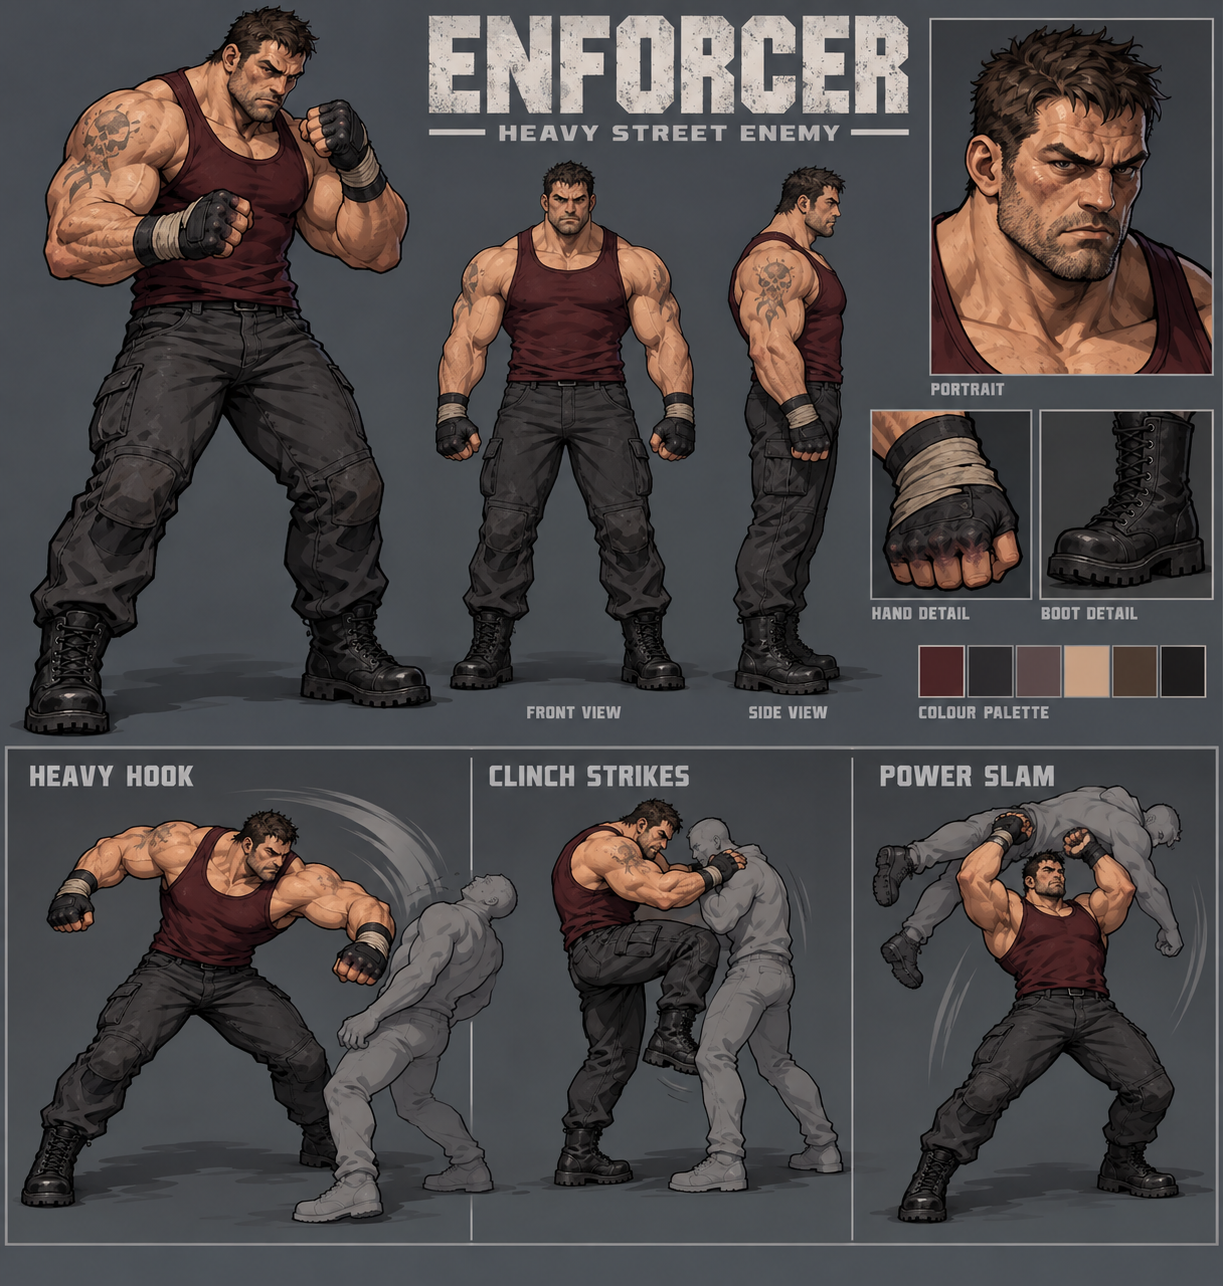 ENFORCER
HEAVY STREET ENEMY
PORTRAIT
HAND DETAIL
BOOT DETAIL
FRONT VIEW
SIDE VIEW
COLOUR PALETTE
HEAVY HOOK
CLINCH STRIKES
POWER SLAM